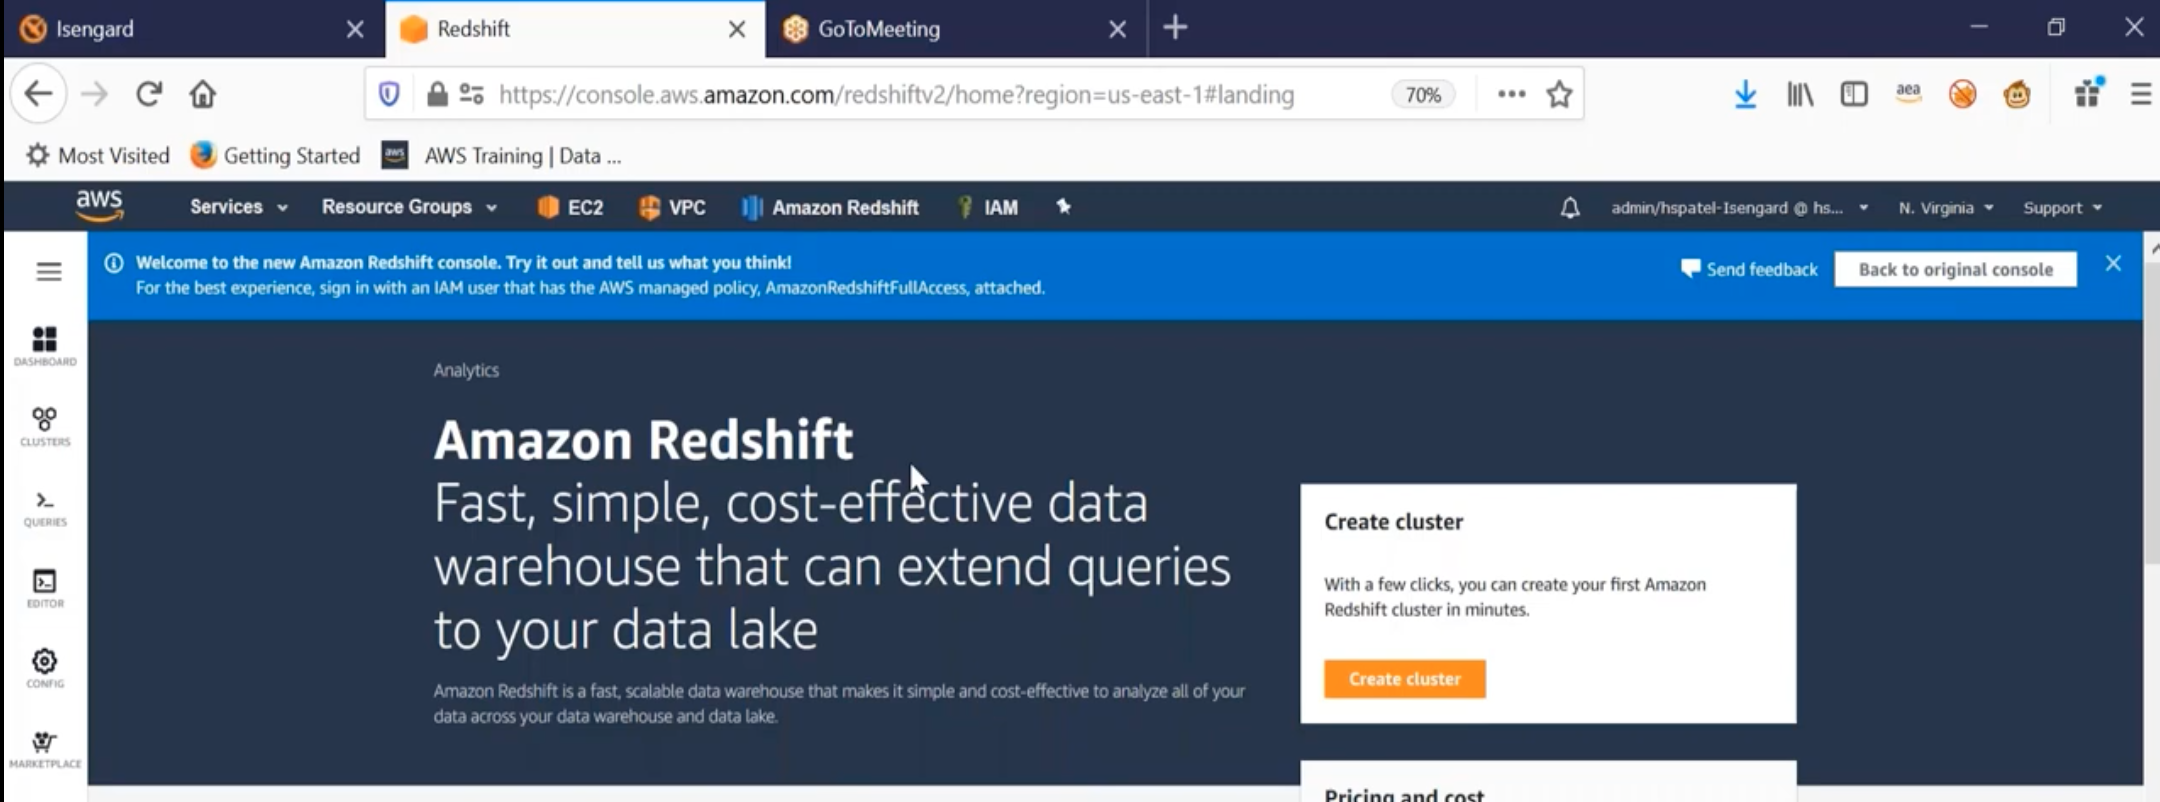 Isengard
Redshift
GoToMeeting
https://console.aws.amazon.com/redshiftv2/home?region=us-east-1#landing
70%
aea
Most Visited
Getting Started
aws
AWS Training | Data ...
aws
Services
Resource Groups
EC2
VPC
Amazon Redshift
IAM
admin/hspatel-Isengard @ hs...
N. Virginia
Support
Welcome to the new Amazon Redshift console. Try it out and tell us what you think!
For the best experience, sign in with an IAM user that has the AWS managed policy, AmazonRedshiftFullAccess, attached.
Send feedback
Back to original console
DASHBOARD
CLUSTERS
QUERIES
EDITOR
CONFIG
MARKETPLACE
Analytics
Amazon Redshift
Fast, simple, cost-effective data
warehouse that can extend queries
to your data lake
Amazon Redshift is a fast, scalable data warehouse that makes it simple and cost-effective to analyze all of your
data across your data warehouse and data lake.
Create cluster
With a few clicks, you can create your first Amazon
Redshift cluster in minutes.
Create cluster
Pricing and cost